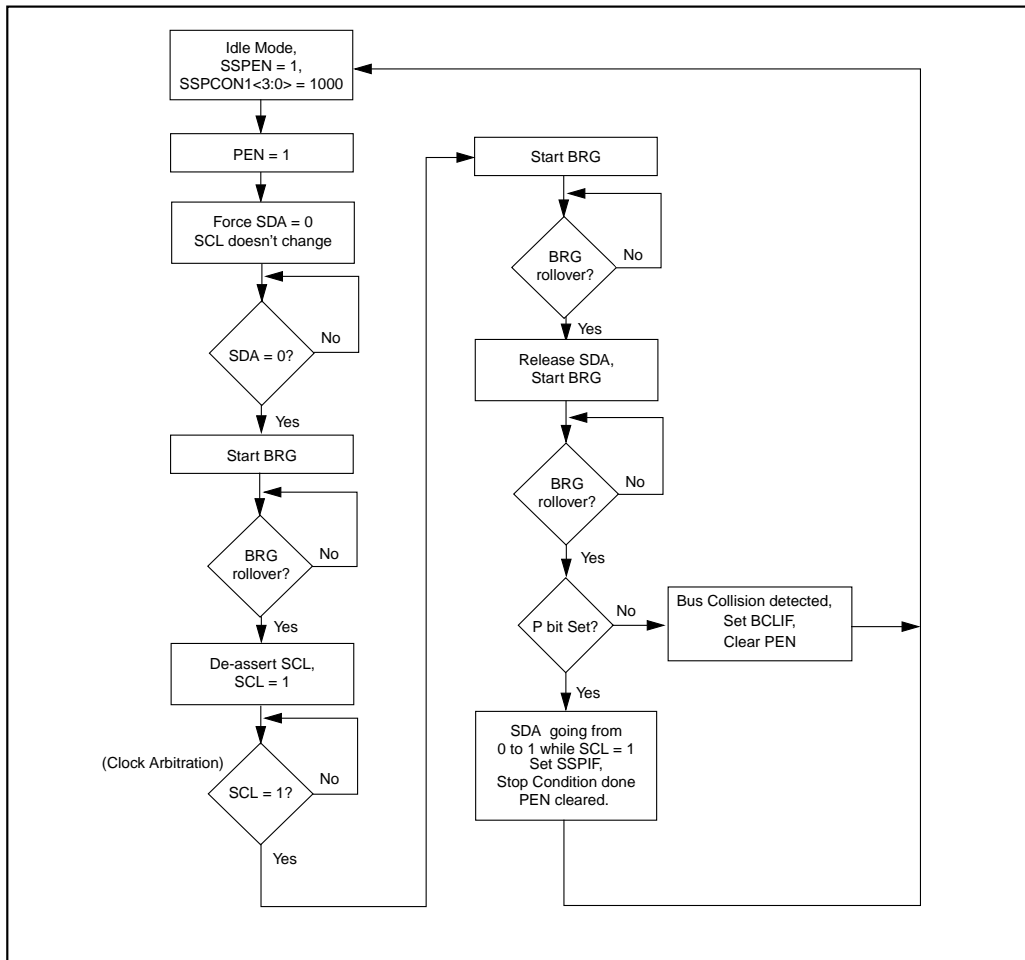 Idle Mode,
SSPEN = 1,
SSPCON1<3:0> = 1000
PEN = 1
Force SDA = 0
SCL doesn't change
SDA = 0?
No
Yes
Start BRG
BRG
rollover?
No
Yes
De-assert SCL,
SCL = 1
(Clock Arbitration)
SCL = 1?
No
Yes
Start BRG
BRG
rollover?
No
Yes
Release SDA,
Start BRG
BRG
rollover?
No
Yes
P bit Set?
No
Bus Collision detected,
Set BCLIF,
Clear PEN
Yes
SDA going from
0 to 1 while SCL = 1
Set SSPIF,
Stop Condition done
PEN cleared.